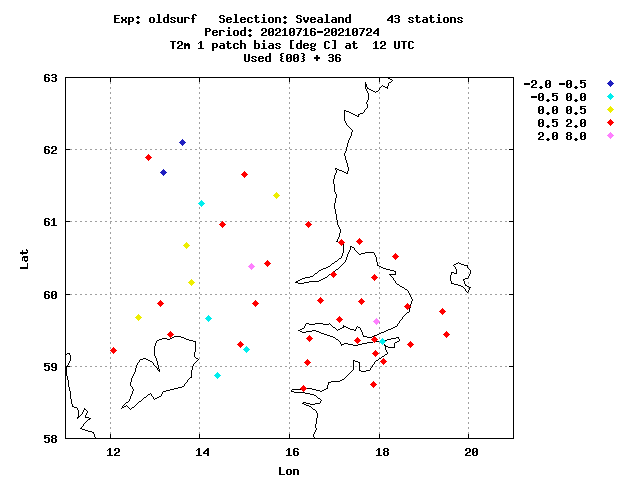 Exp: oldsurf   Selection: Svealand     43 stations
Period: 20210716-20210724
T2m 1 patch bias [deg C] at  12 UTC
Used {00} + 36
63
62
61
60
59
58
Lat
12 14 16 18 20
Lon
-2.0 -0.5
-0.5 0.0
0.0 0.5
0.5 2.0
2.0 8.0